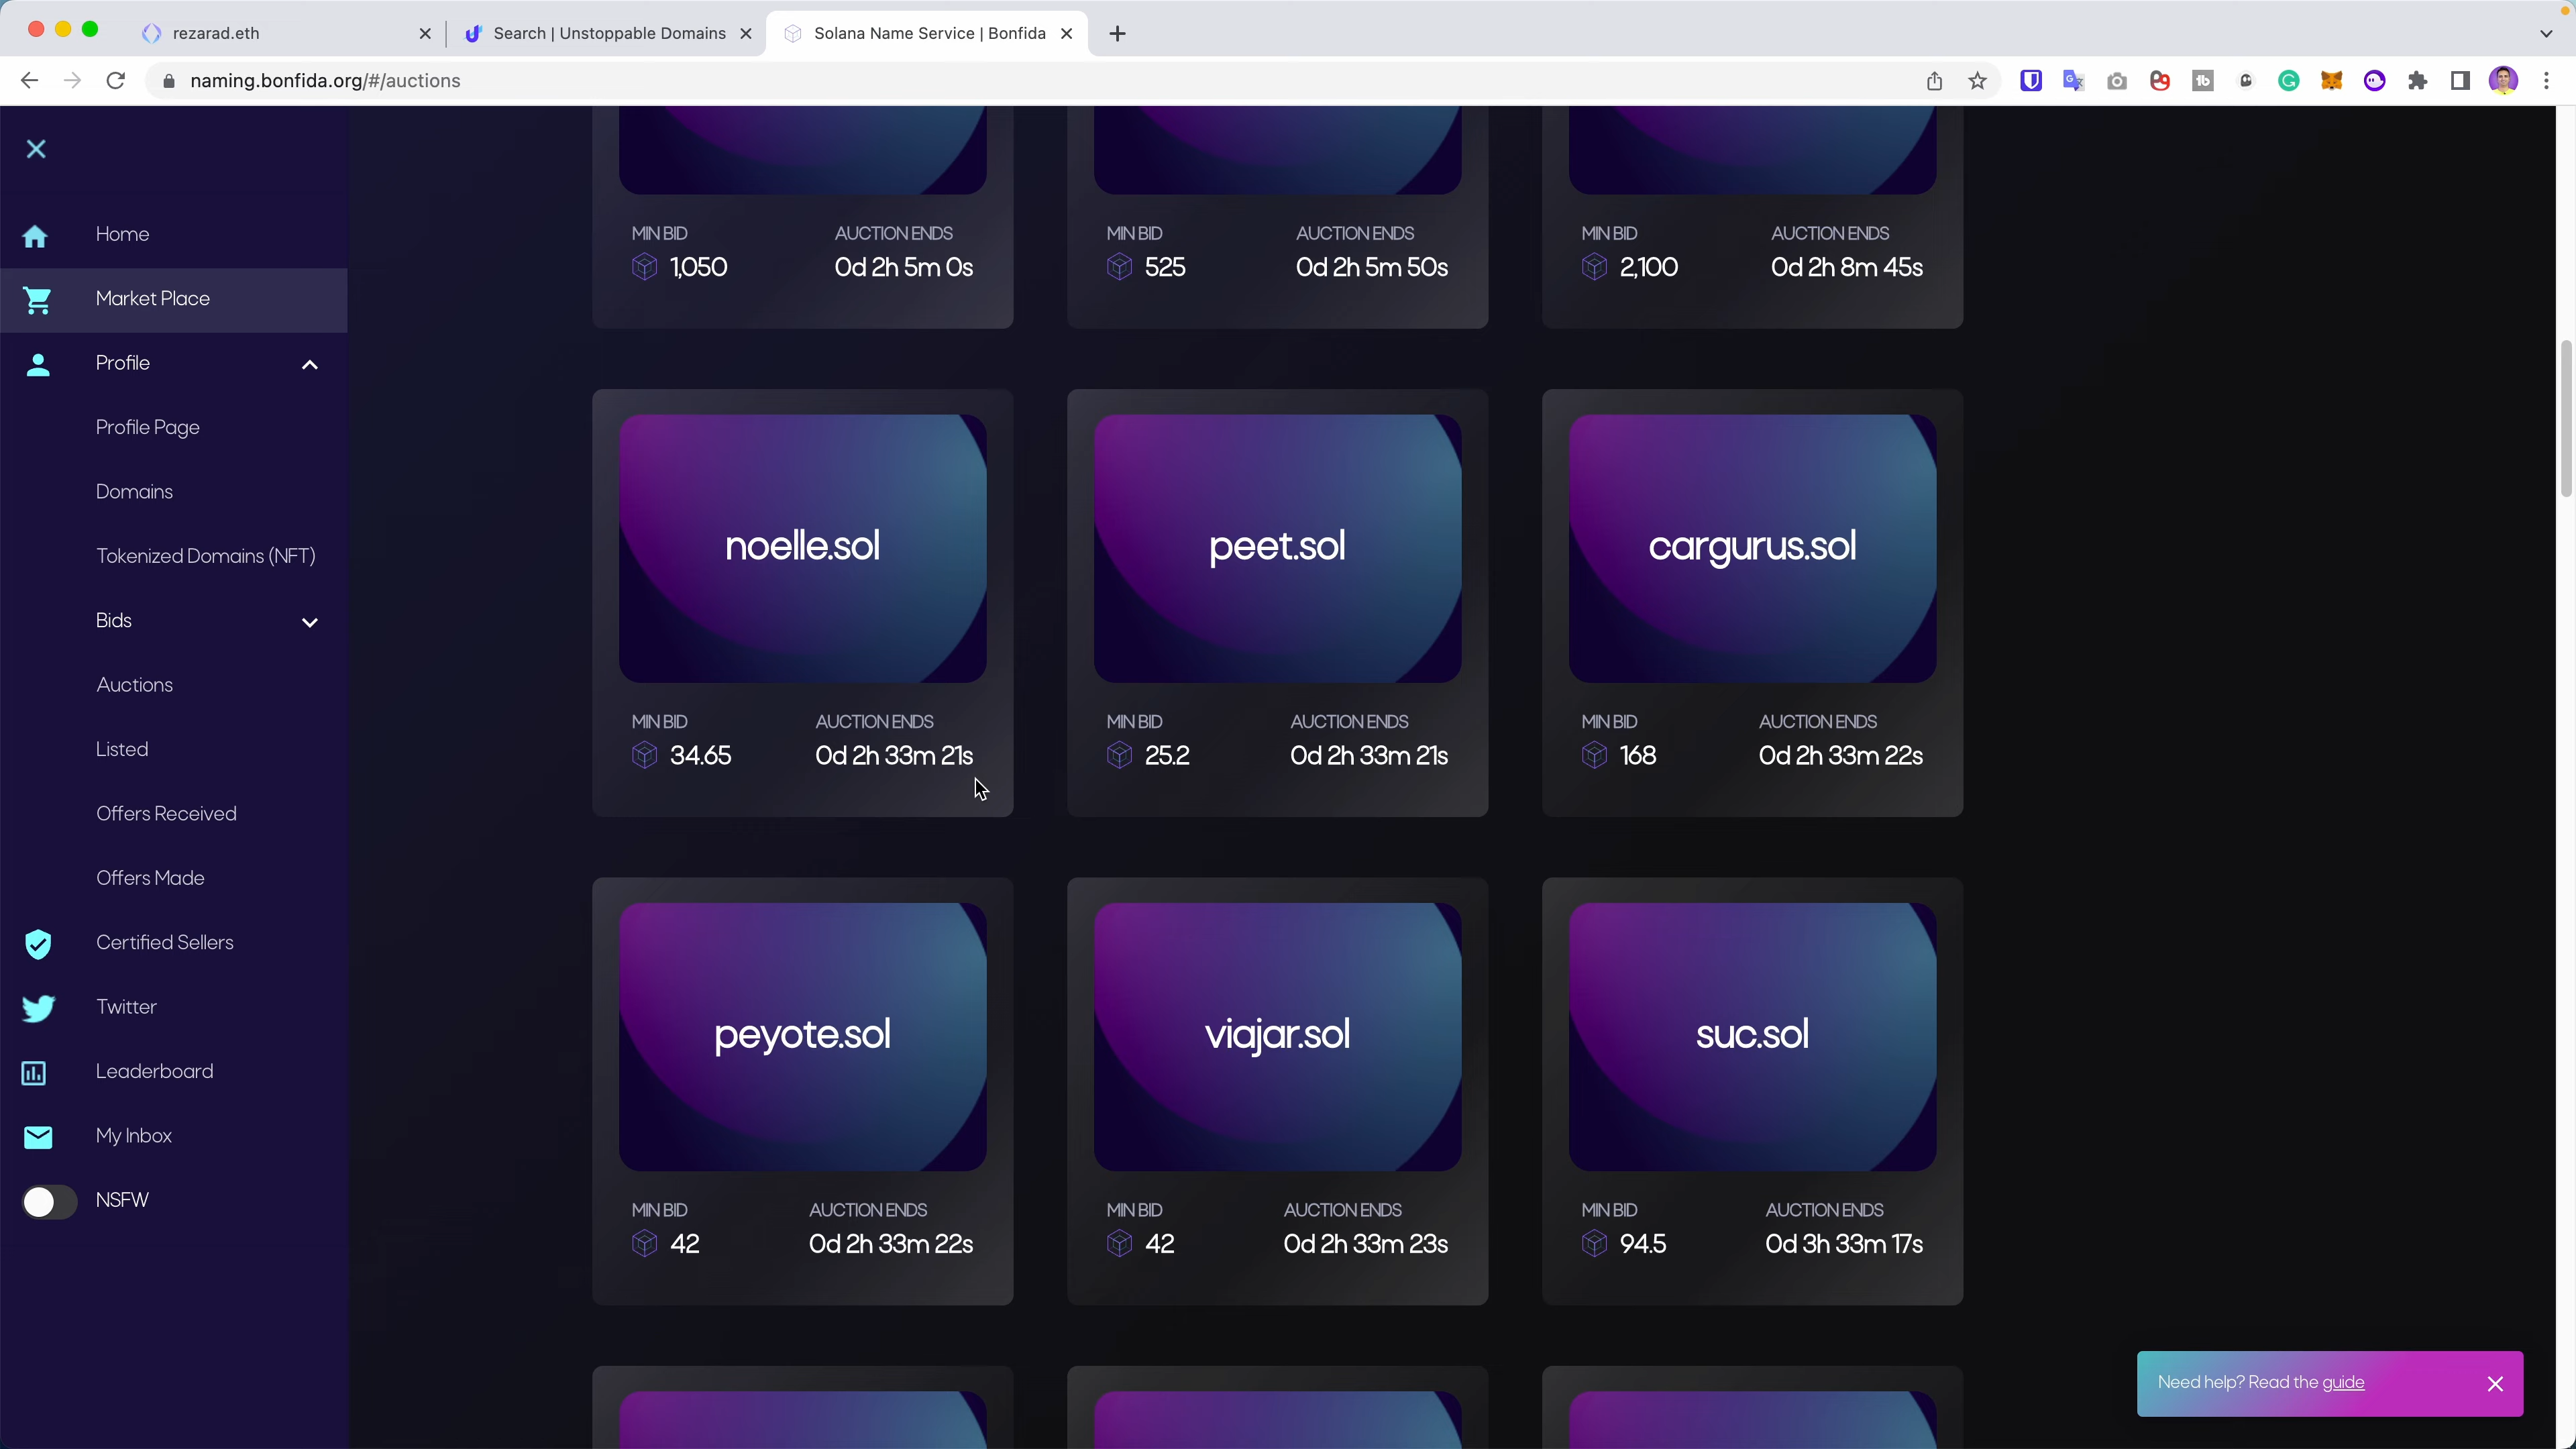 rezarad.eth
Search | Unstoppable Domains
Solana Name Service | Bonfida
naming.bonfida.org/#/auctions
Home
Market Place
Profile
Profile Page
Domains
Tokenized Domains (NFT)
Bids
Auctions
Listed
Offers Received
Offers Made
Certified Sellers
Twitter
Leaderboard
My Inbox
NSFW
MIN BID AUCTION ENDS
1,050 0d 2h 5m 0s
MIN BID AUCTION ENDS
525 0d 2h 5m 50s
MIN BID AUCTION ENDS
2,100 0d 2h 8m 45s
noelle.sol
MIN BID AUCTION ENDS
34.65 0d 2h 33m 21s
peet.sol
MIN BID AUCTION ENDS
25.2 0d 2h 33m 21s
cargurus.sol
MIN BID AUCTION ENDS
168 0d 2h 33m 22s
peyote.sol
MIN BID AUCTION ENDS
42 0d 2h 33m 22s
viajar.sol
MIN BID AUCTION ENDS
42 0d 2h 33m 23s
suc.sol
MIN BID AUCTION ENDS
94.5 0d 3h 33m 17s
Need help? Read the guide